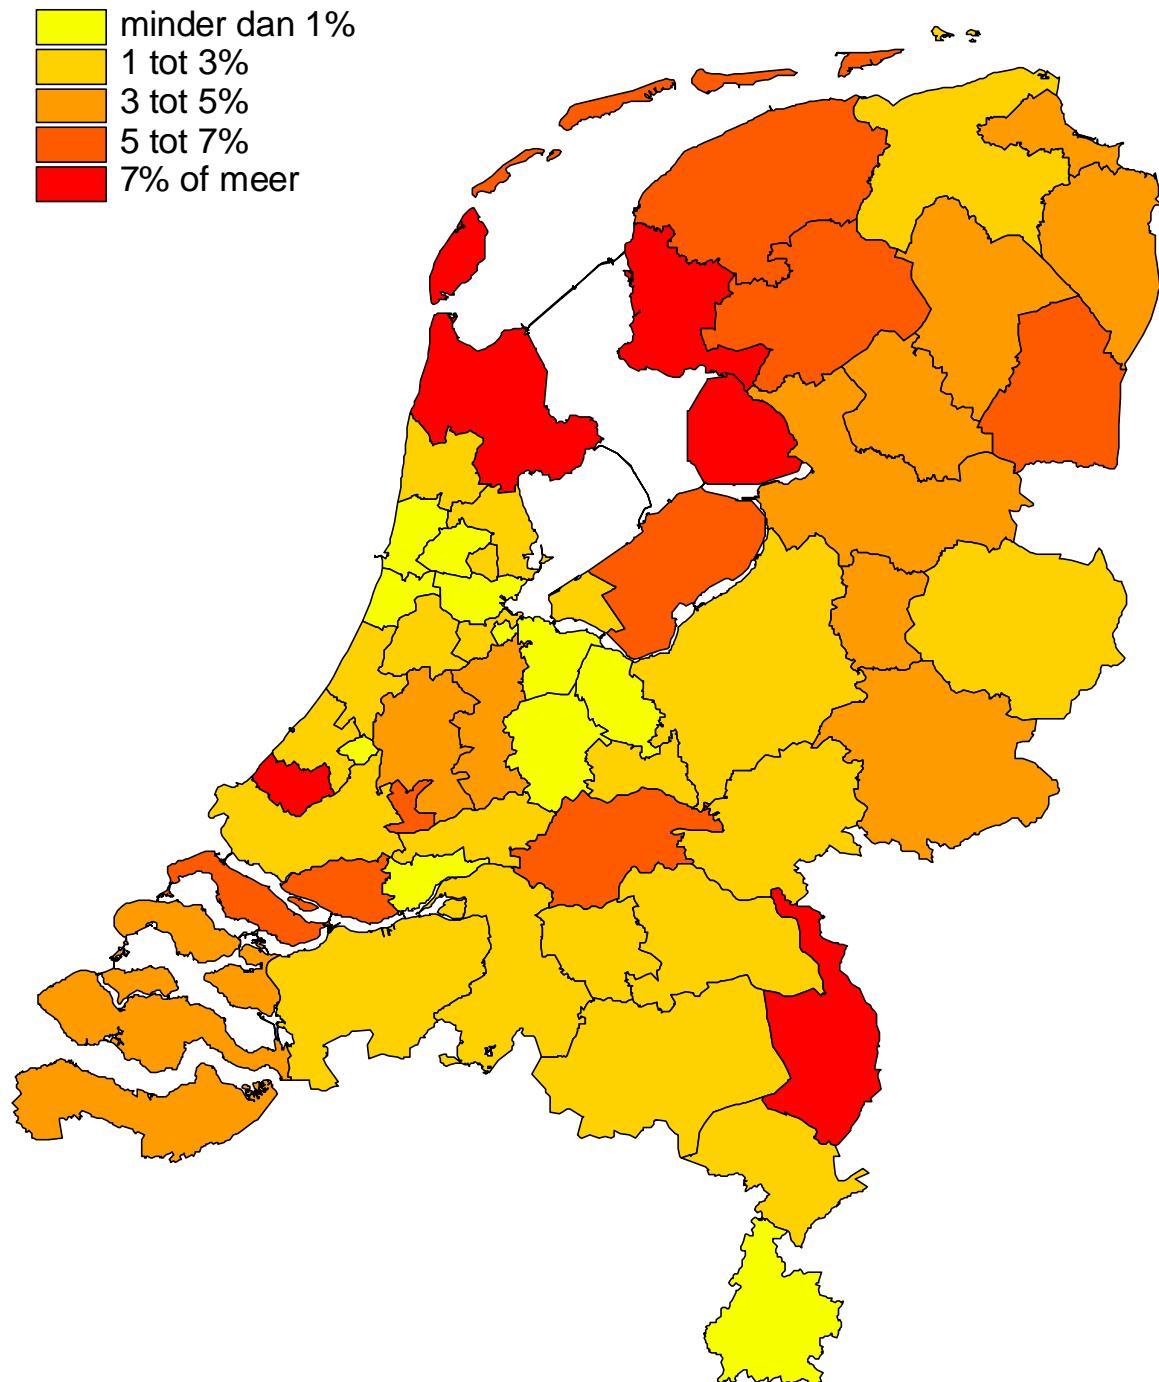 minder dan 1%
1 tot 3%
3 tot 5%
5 tot 7%
7% of meer